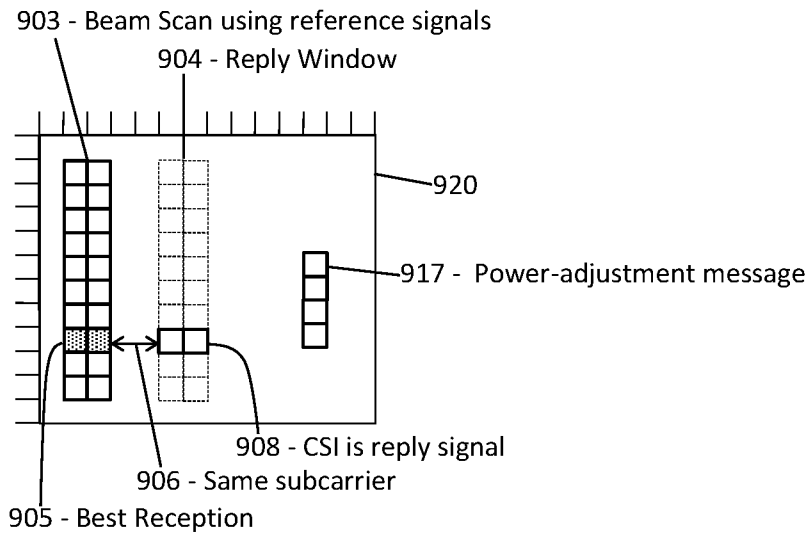 903 - Beam Scan using reference signals
904 - Reply Window
920
917 - Power-adjustment message
908 - CSI is reply signal
906 - Same subcarrier
905 - Best Reception